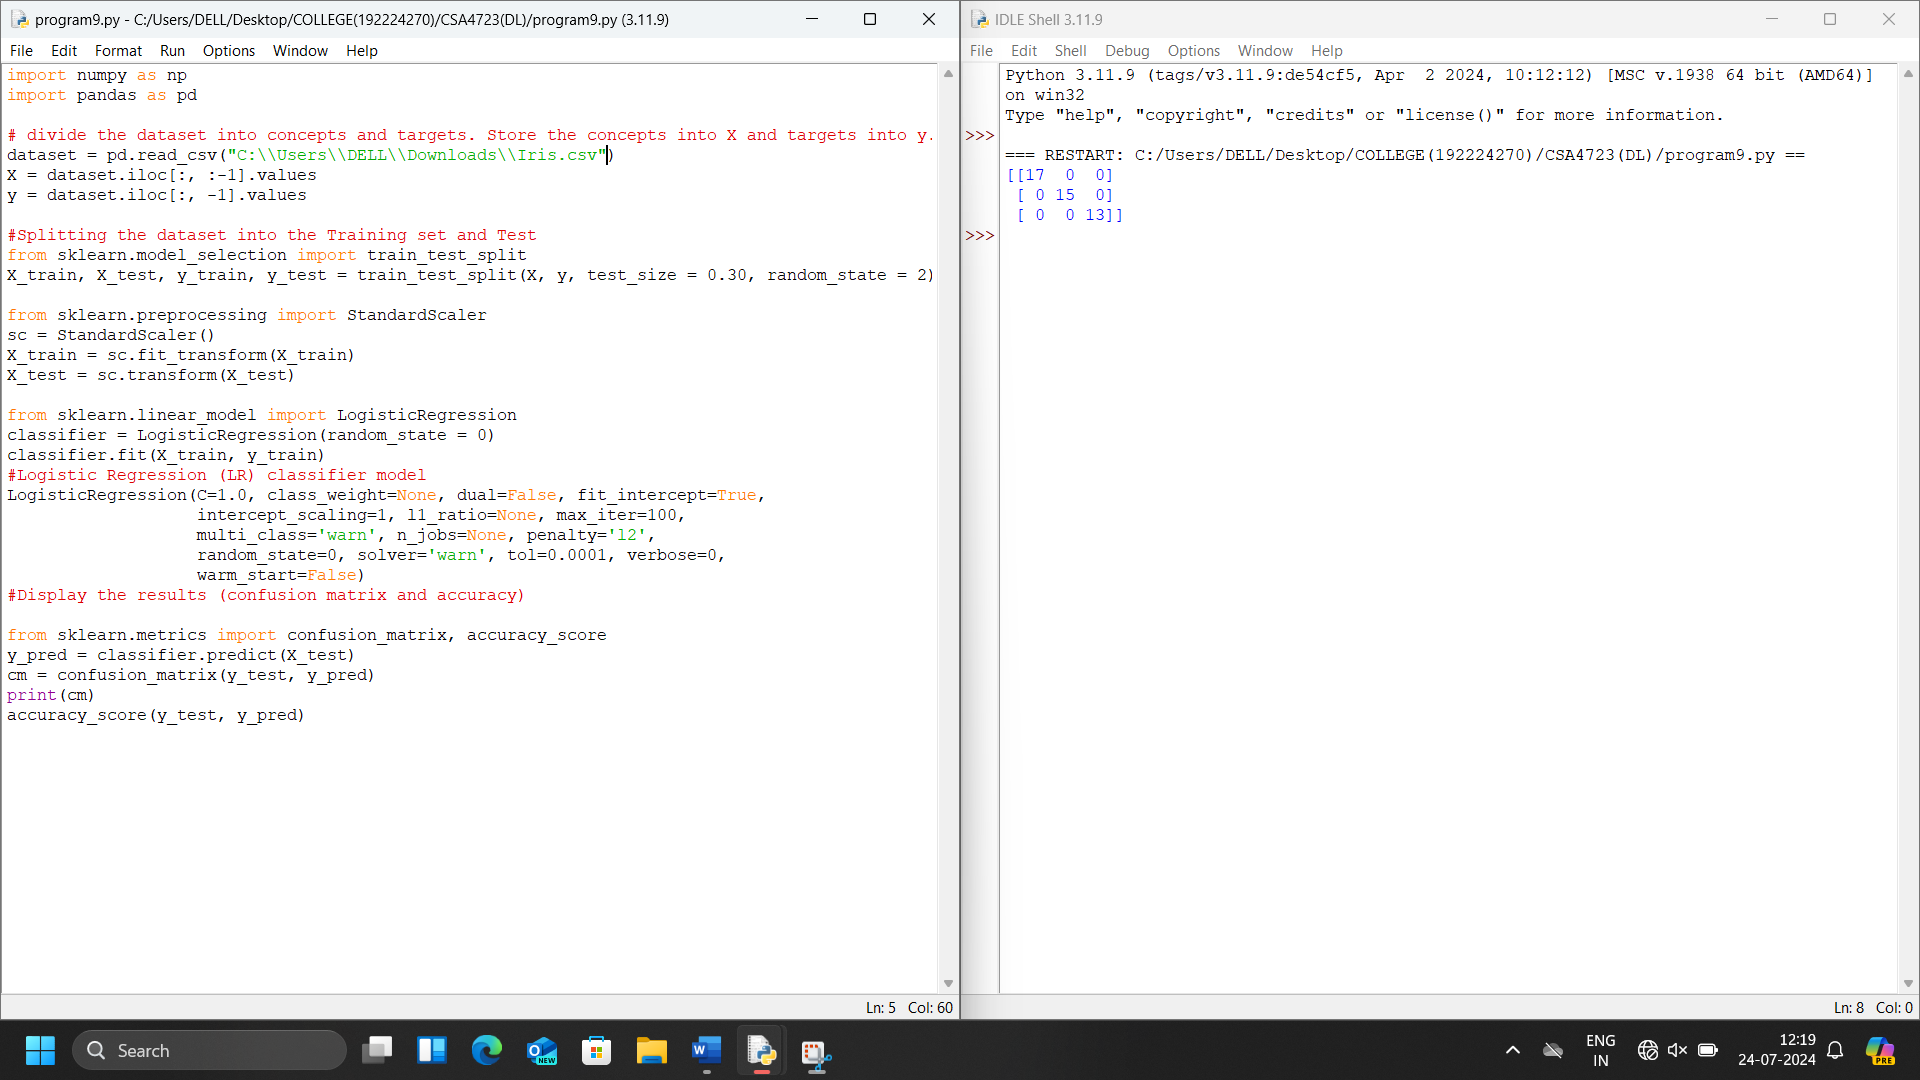 program9.py - C:/Users/DELL/Desktop/COLLEGE(192224270)/CSA4723(DL)/program9.py (3.11.9)
File Edit Format Run Options Window Help
import numpy as np
import pandas as pd
# divide the dataset into concepts and targets. Store the concepts into X and targets into y.
dataset = pd.read_csv("C:\\Users\\DELL\\Downloads\\Iris.csv")
X = dataset.iloc[:, :-1].values
y = dataset.iloc[:, -1].values
#Splitting the dataset into the Training set and Test
from sklearn.model_selection import train_test_split
X_train, X_test, y_train, y_test = train_test_split(X, y, test_size = 0.30, random_state = 2)
from sklearn.preprocessing import StandardScaler
sc = StandardScaler()
X_train = sc.fit_transform(X_train)
X_test = sc.transform(X_test)
from sklearn.linear_model import LogisticRegression
classifier = LogisticRegression(random_state = 0)
classifier.fit(X_train, y_train)
#Logistic Regression (LR) classifier model
LogisticRegression(C=1.0, class_weight=None, dual=False, fit_intercept=True,
intercept_scaling=1, l1_ratio=None, max_iter=100,
multi_class='warn', n_jobs=None, penalty='l2',
random_state=0, solver='warn', tol=0.0001, verbose=0,
warm_start=False)
#Display the results (confusion matrix and accuracy)
from sklearn.metrics import confusion_matrix, accuracy_score
y_pred = classifier.predict(X_test)
cm = confusion_matrix(y_test, y_pred)
print(cm)
accuracy_score(y_test, y_pred)
Ln: 5 Col: 60
IDLE Shell 3.11.9
File Edit Shell Debug Options Window Help
Python 3.11.9 (tags/v3.11.9:de54cf5, Apr  2 2024, 10:12:12) [MSC v.1938 64 bit (AMD64)]
on win32
Type "help", "copyright", "credits" or "license()" for more information.
>>>
=== RESTART: C:/Users/DELL/Desktop/COLLEGE(192224270)/CSA4723(DL)/program9.py ==
[[17  0  0]
[ 0 15  0]
[ 0  0 13]]
>>>
Ln: 8 Col: 0
Search
NEW
ENG
IN
12:19
24-07-2024
PRE